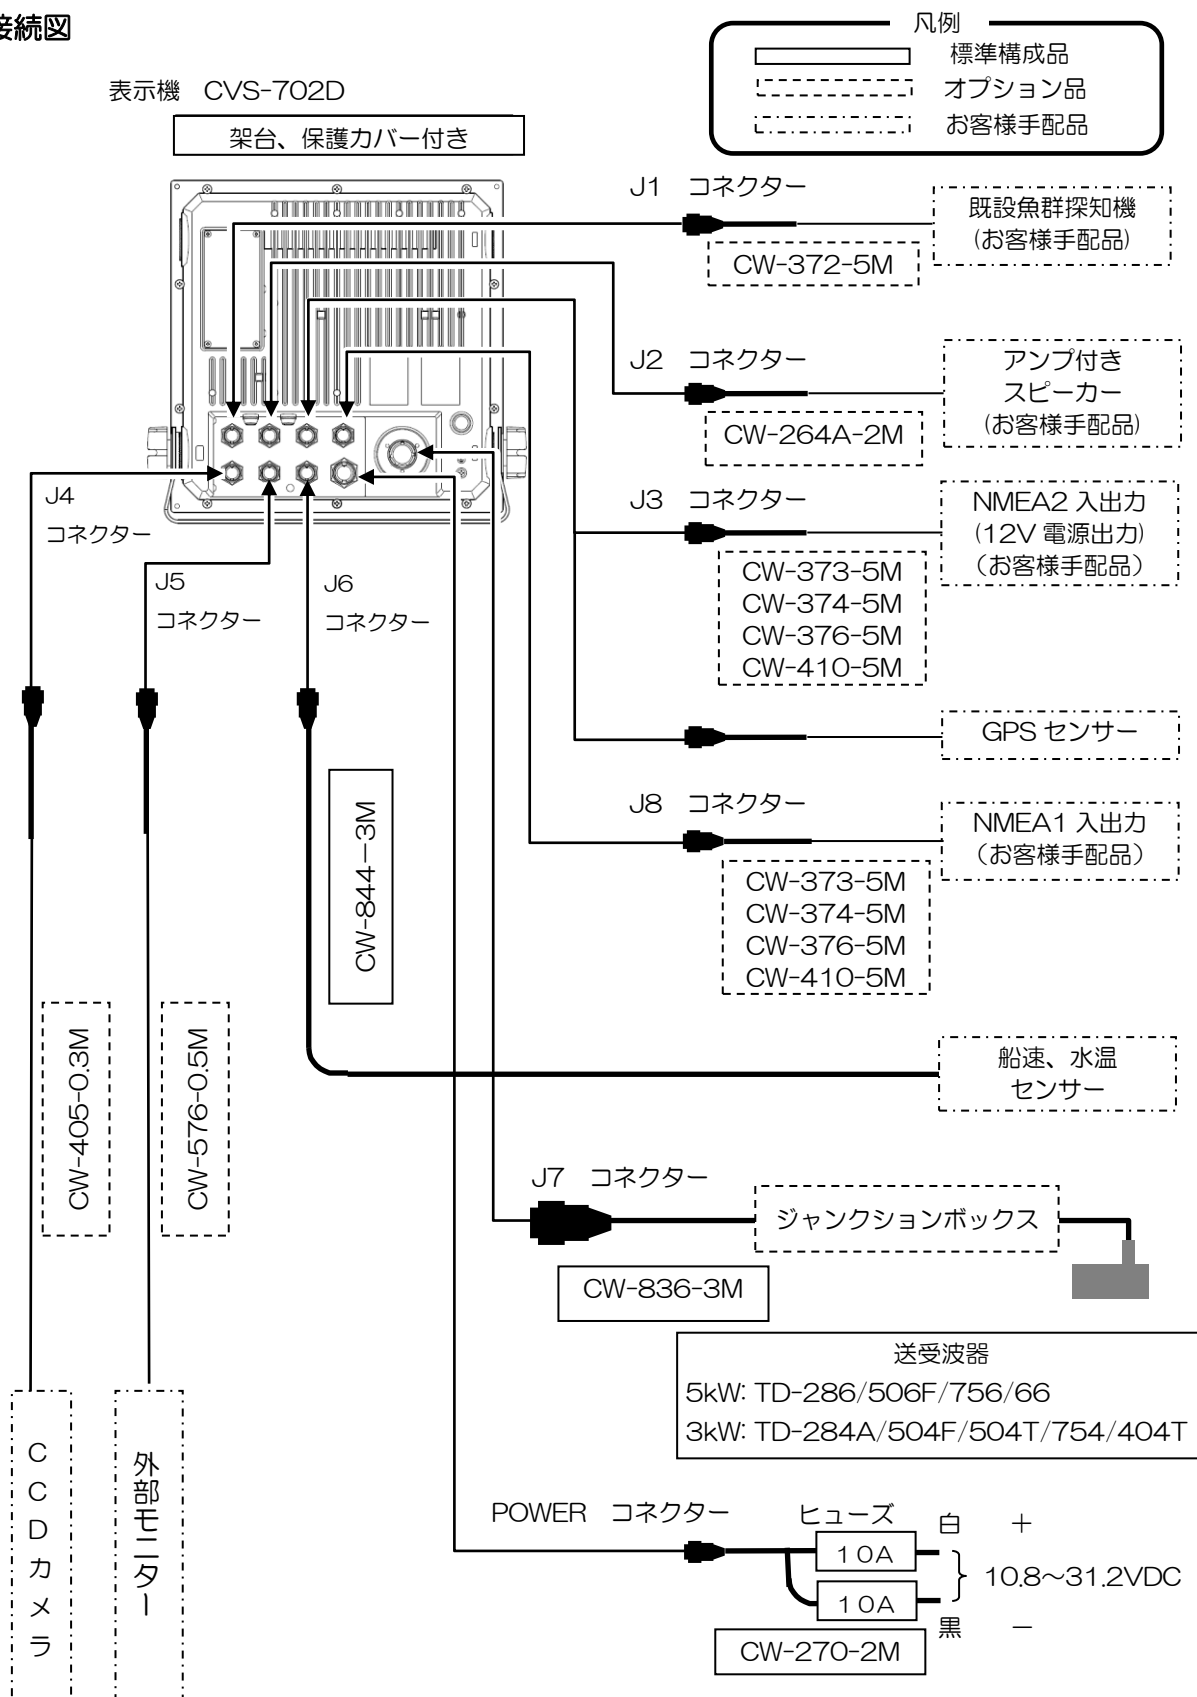 接続図
凡例
標準構成品
オプション品
お客様手配品
表示機 CVS-702D
架台、保護カバー付き
J1 コネクター
CW-372-5M
既設魚群探知機
(お客様手配品)
J2 コネクター
CW-264A-2M
アンプ付き
スピーカー
(お客様手配品)
J3 コネクター
CW-373-5M
CW-374-5M
CW-376-5M
CW-410-5M
NMEA2 入出力
(12V 電源出力)
（お客様手配品）
GPS センサー
J4
コネクター
J5
コネクター
J6
コネクター
J8 コネクター
CW-373-5M
CW-374-5M
CW-376-5M
CW-410-5M
NMEA1 入出力
（お客様手配品）
CW-844－3M
CW-405-0.3M
CW-576-0.5M
船速、水温
センサー
J7 コネクター
ジャンクションボックス
CW-836-3M
送受波器
5kW: TD-286/506F/756/66
3kW: TD-284A/504F/504T/754/404T
CCDカメラ
外部モニター
POWER コネクター
ヒューズ
10A
10A
白 ＋
10.8～31.2VDC
黒 －
CW-270-2M